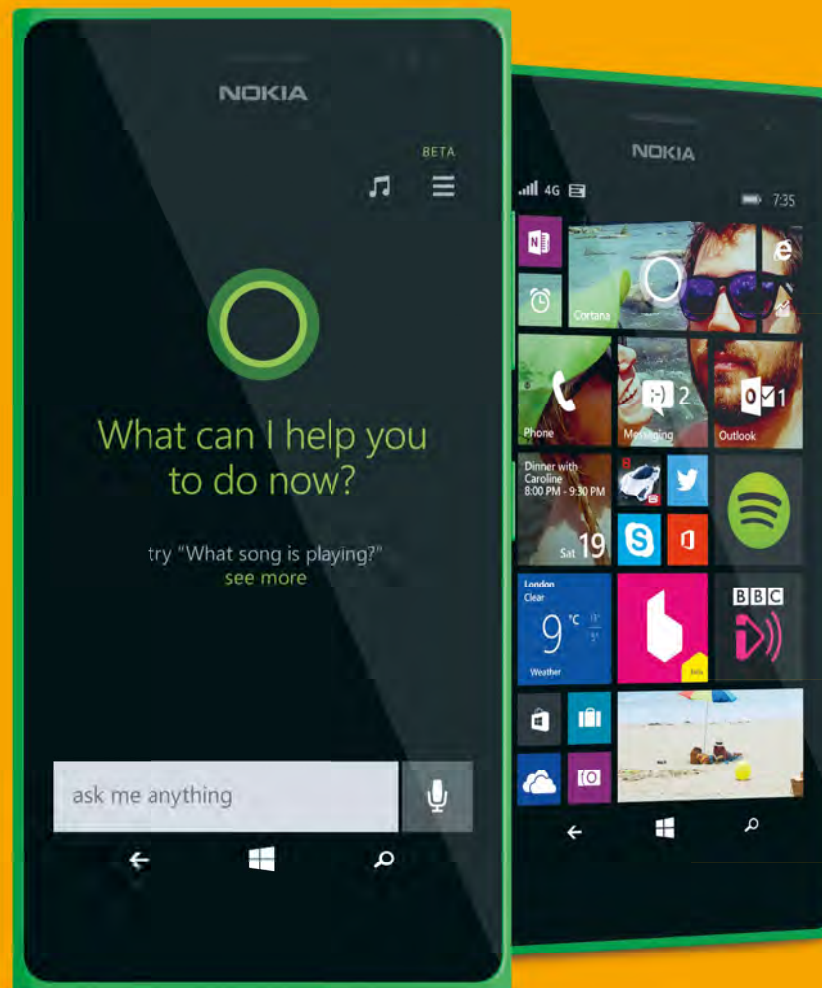 NOKIA
BETA
What can I help you
to do now?
try "What song is playing?"
see more
ask me anything
NOKIA
4G
7:35
Cortana
Phone
Messaging
2
Outlook
1
Dinner with
Caroline
8:00 PM - 9:30 PM
Sat 19
London
Clear
9 °C
Weather
BBC